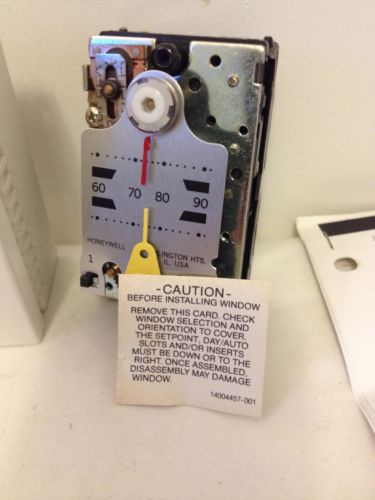 60 70 80 90
HONEYWELL LINGTON HTS.
IL. USA
1
-CAUTION-
BEFORE INSTALLING WINDOW
REMOVE THIS CARD. CHECK
WINDOW SELECTION AND
ORIENTATION TO COVER.
THE SETPOINT, DAY/AUTO
SLOTS AND/OR INSERTS
MUST BE DOWN OR TO THE
RIGHT. ONCE ASSEMBLED,
DISASSEMBLY MAY DAMAGE
WINDOW.
14004457-001